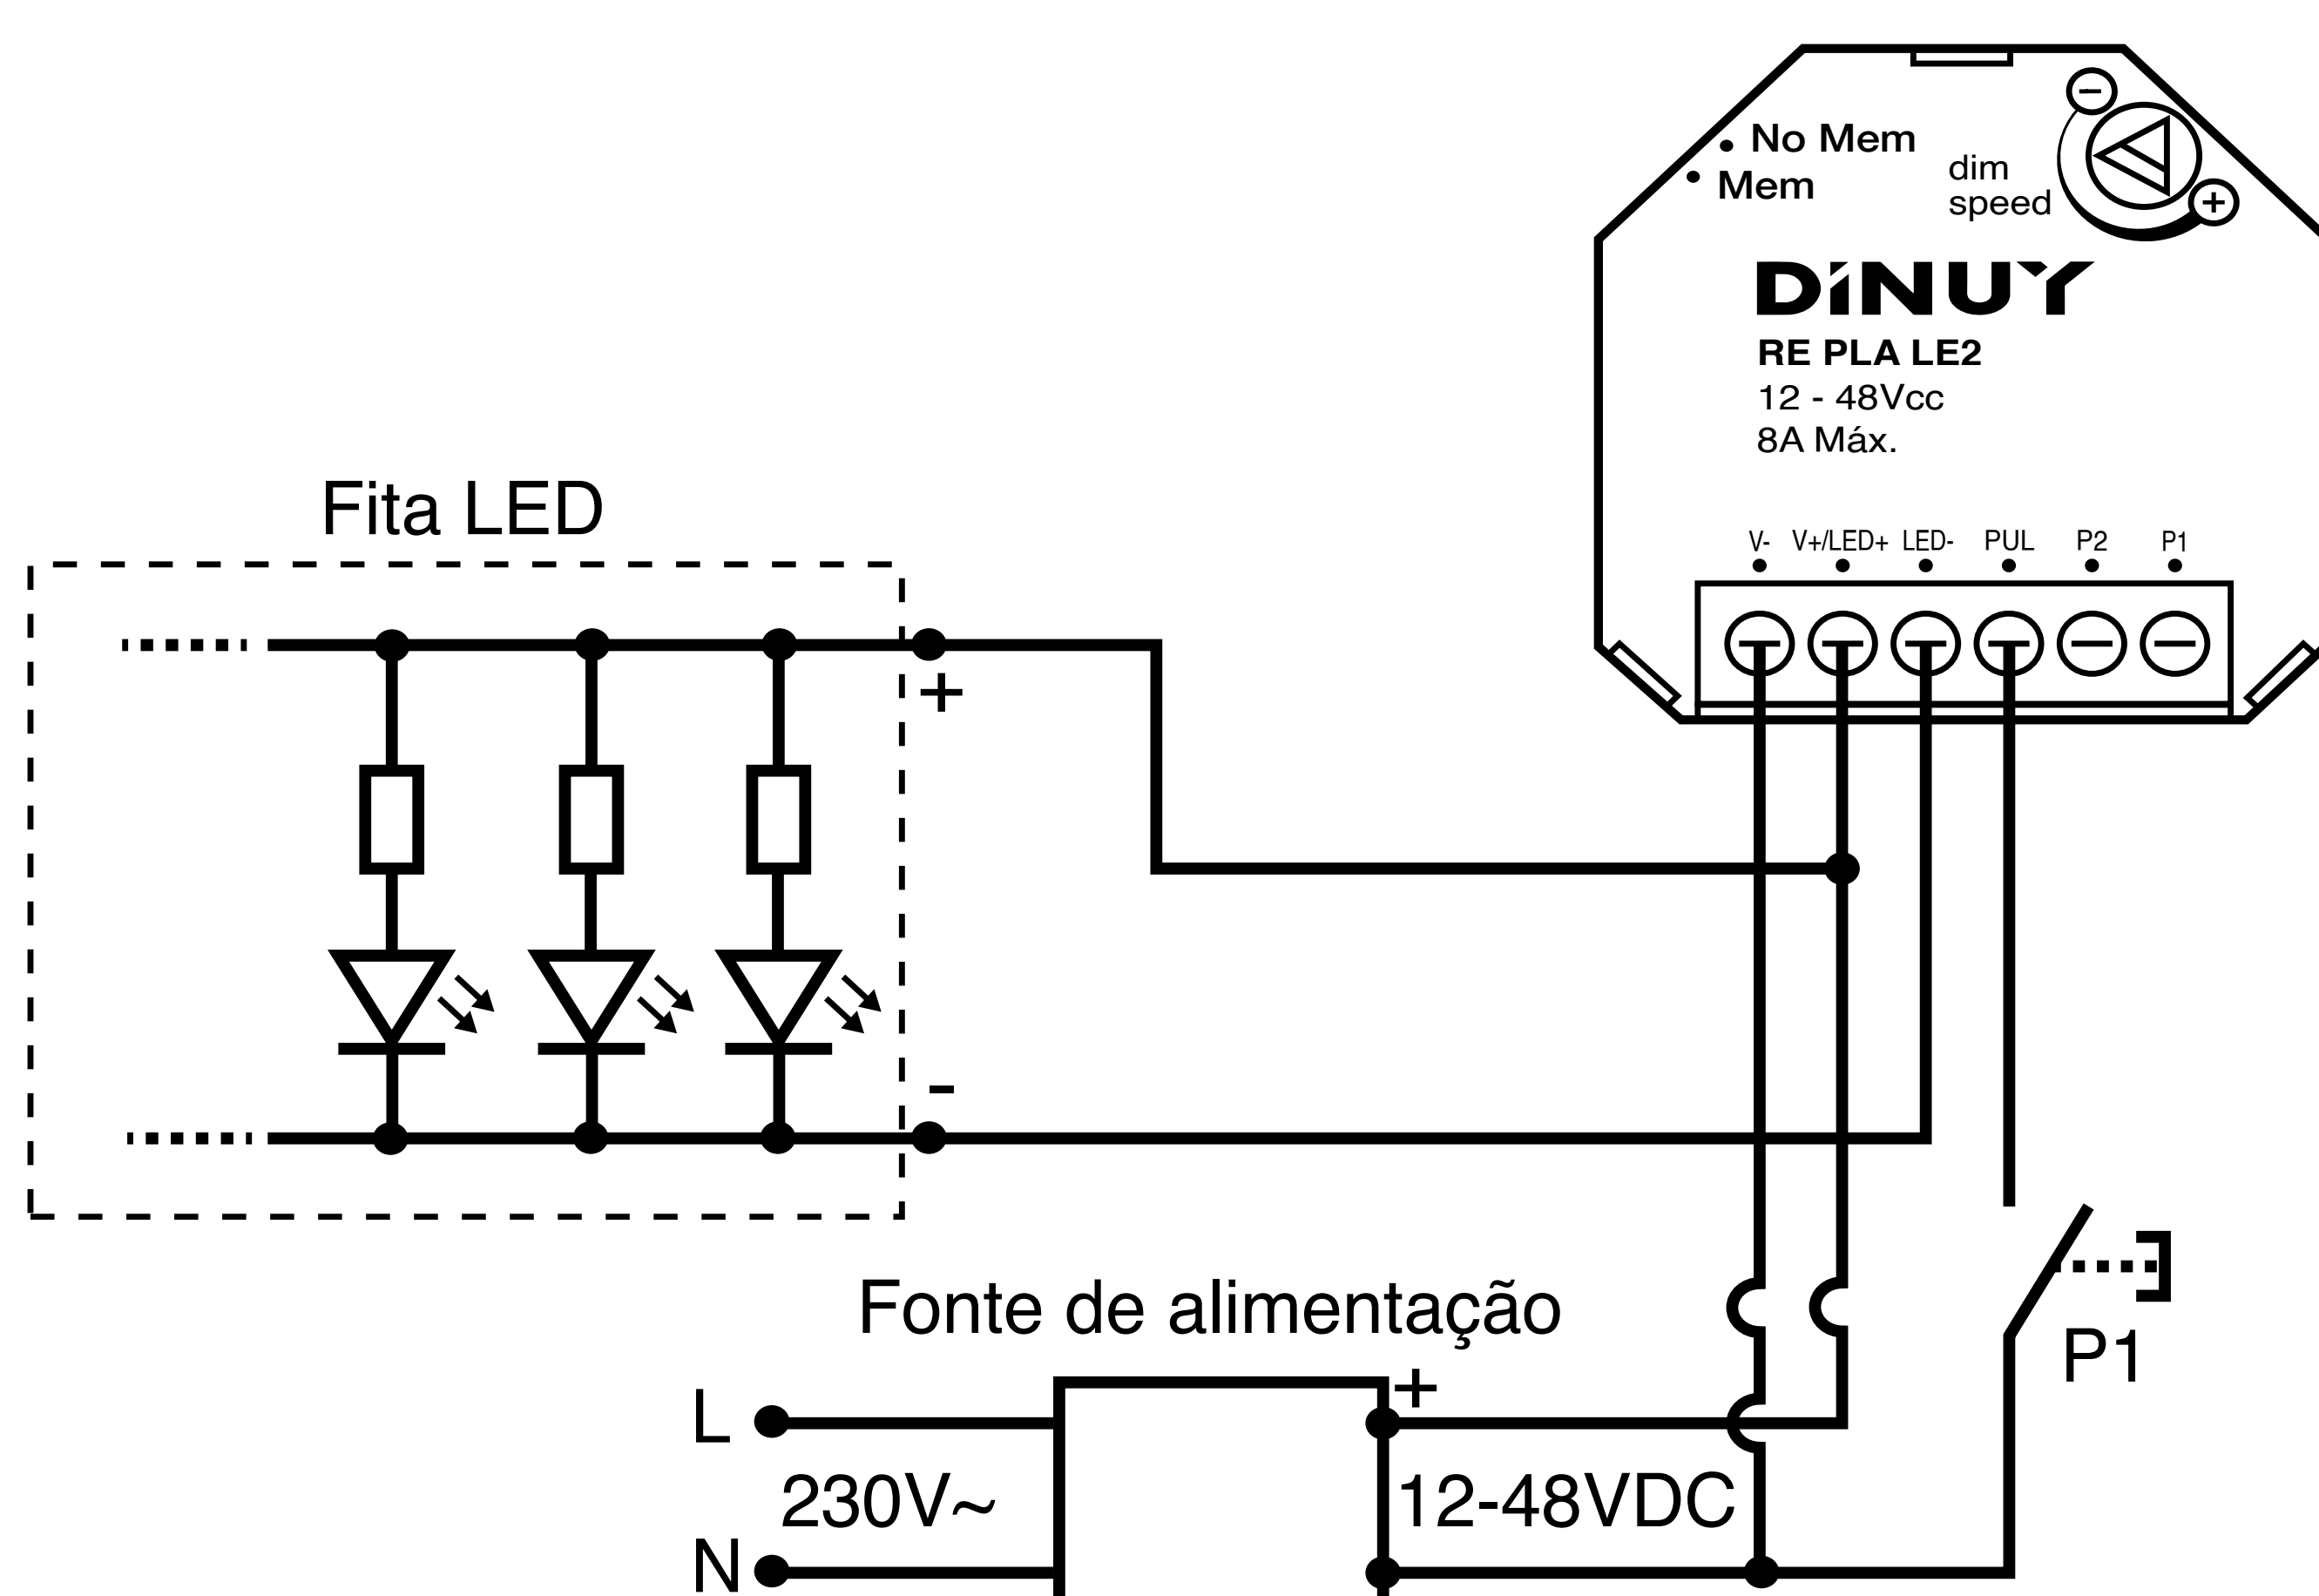 No Mem
Mem
dim
speed
-
+
DiNUY
RE PLA LE2
12 - 48Vcc
8A Máx.
V- V+/LED+ LED- PUL P2 P1
Fita LED
+
-
Fonte de alimentação
P1
L
+
230V~
12-48VDC
N